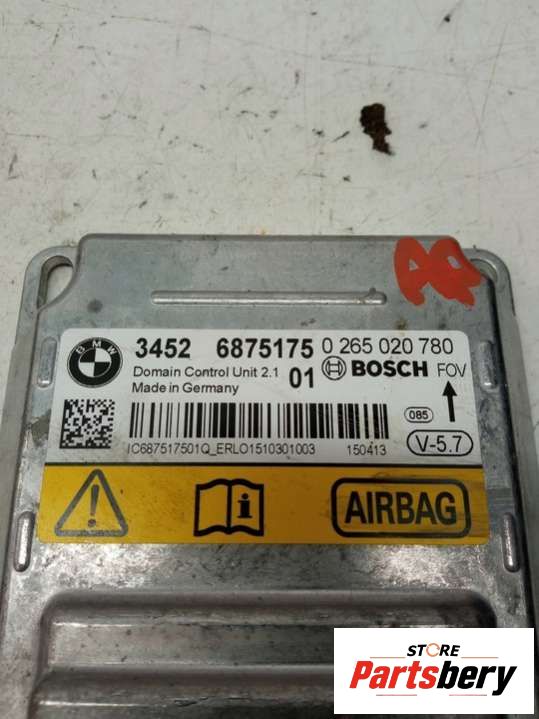 BMW
3452 6875175 0 265 020 780
Domain Control Unit 2.1 01 BOSCH FOV
Made in Germany
085
V-5.7
IC687517501Q_ERLO1510301003 150413
i AIRBAG
STORE
Partsbery